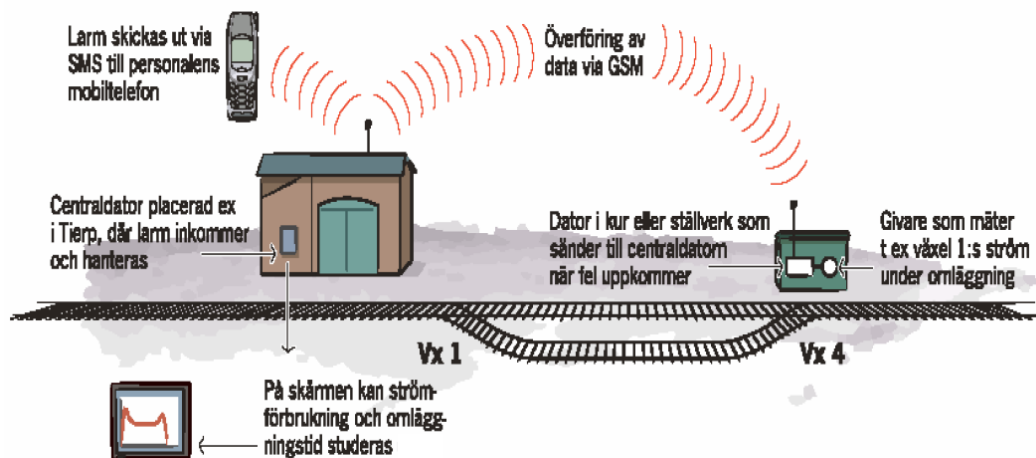 Larm skickas ut via
SMS till personalens
mobiltelefon
Överföring av
data via GSM
Centraldator placerad ex
i Tierp, där larm inkommer
och hanteras
Dator i kur eller ställverk som
sänder till centraldatorn
när fel uppkommer
Givare som mäter
t ex växel 1:s ström
under omläggning
Vx 1
Vx 4
På skärmen kan ström-
förbrukning och omlägg-
ningstid studeras